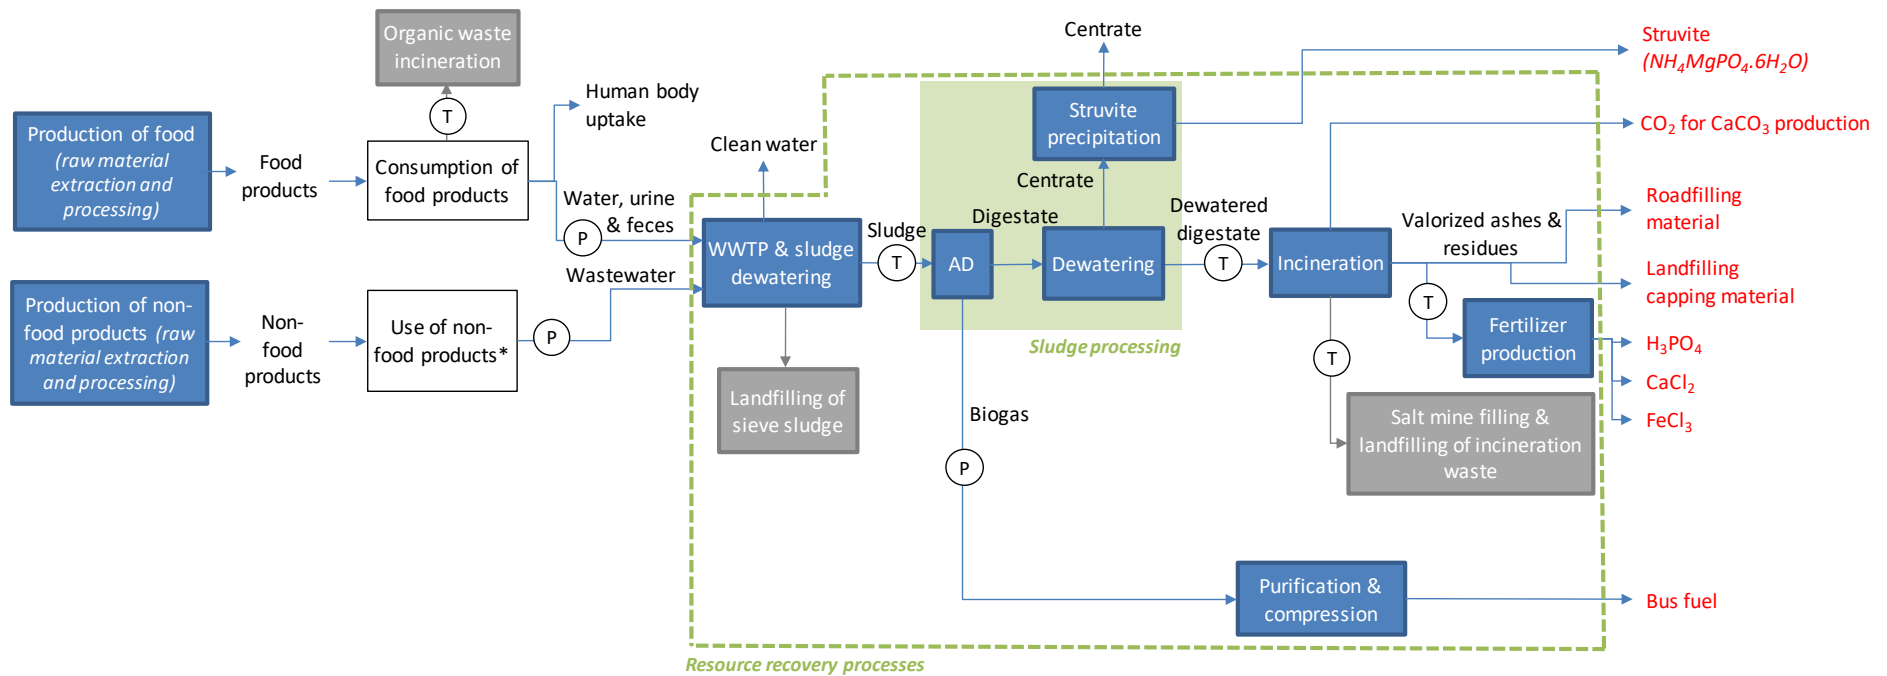 Organic waste
incineration
T
Production of food
(raw material
extraction and
processing)
Food
products
Consumption of
food products
Human body
uptake
Water, urine
& feces
P
Production of non-
food products (raw
material extraction
and processing)
Non-
food
products
Use of non-
food products*
P
Wastewater
Clean water
WWTP & sludge
dewatering
Landfilling of
sieve sludge
Sludge
T
AD
Digestate
Dewatering
Centrate
Struvite
precipitation
Centrate
Sludge processing
Biogas
P
Dewatered
digestate
T
Incineration
Valorized ashes &
residues
T
Fertilizer
production
T
Salt mine filling &
landfilling of incineration
waste
Purification &
compression
Resource recovery processes
Struvite
(NH₄MgPO₄.6H₂O)
CO₂ for CaCO₃ production
Roadfilling
material
Landfilling
capping material
H₃PO₄
CaCl₂
FeCl₃
Bus fuel